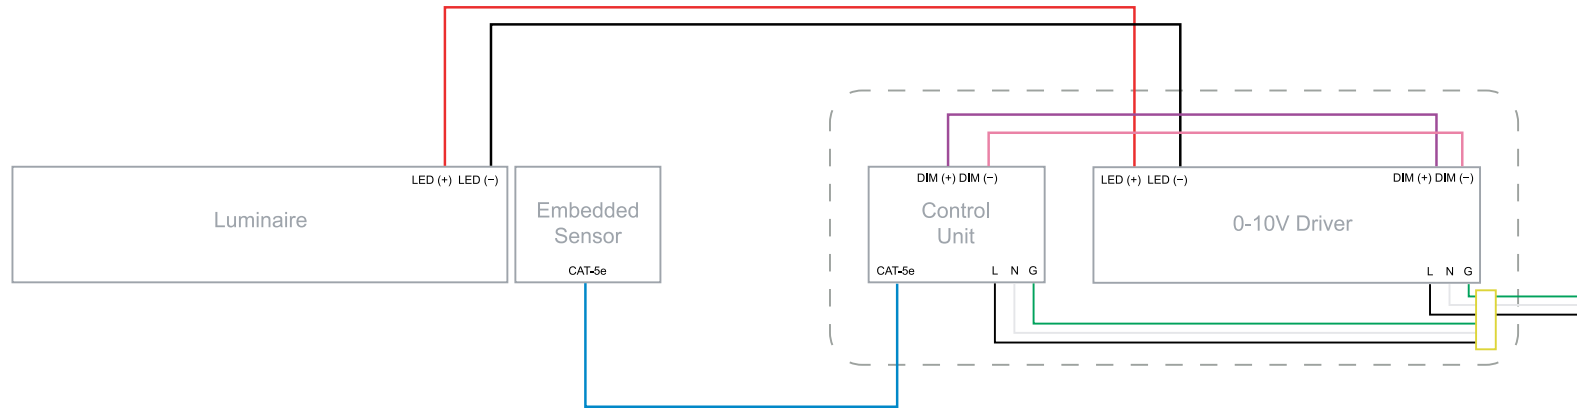 LED (+) LED (−)
Luminaire
Embedded
Sensor
CAT-5e
DIM (+) DIM (−)
Control
Unit
CAT-5e
L N G
LED (+) LED (−)
DIM (+) DIM (−)
0-10V Driver
L N G